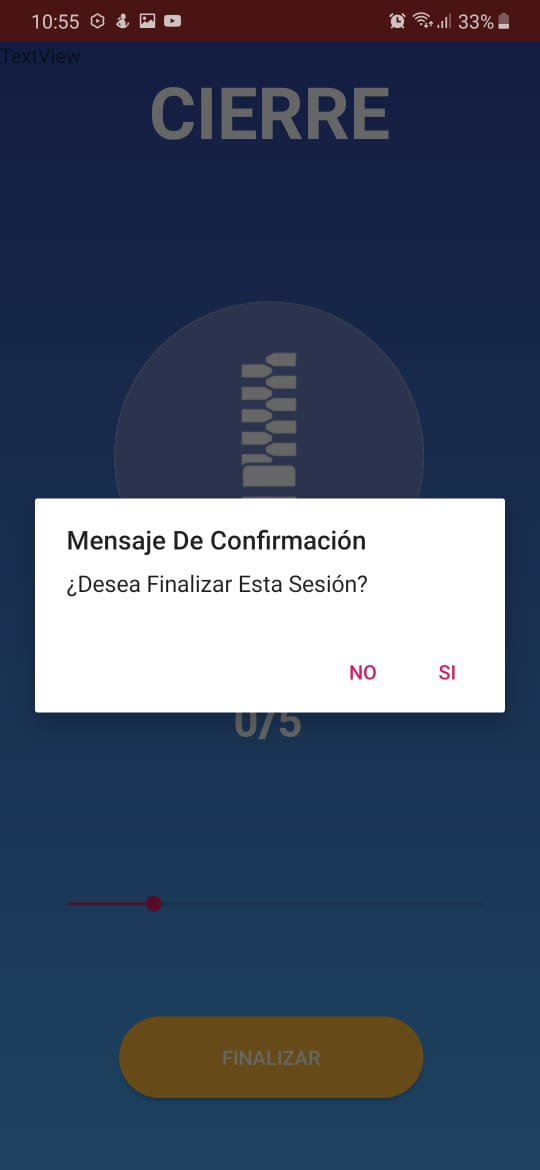 10:55
33%
TextView
CIERRE
Mensaje De Confirmación
¿Desea Finalizar Esta Sesión?
NO SI
0/5
FINALIZAR